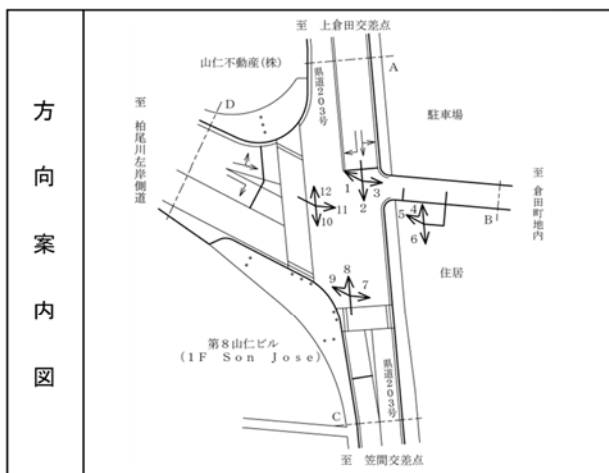 方向案内図
至 上倉田交差点
山仁不動産(株)
県道203号
A
駐車場
D
至 柏尾川左岸側道
至 倉田町地内
1
2
3
12
11
10
4
5
6
B
住居
8
9
7
第8山仁ビル
(1F Son Jose)
県道203号
C
至 笠間交差点